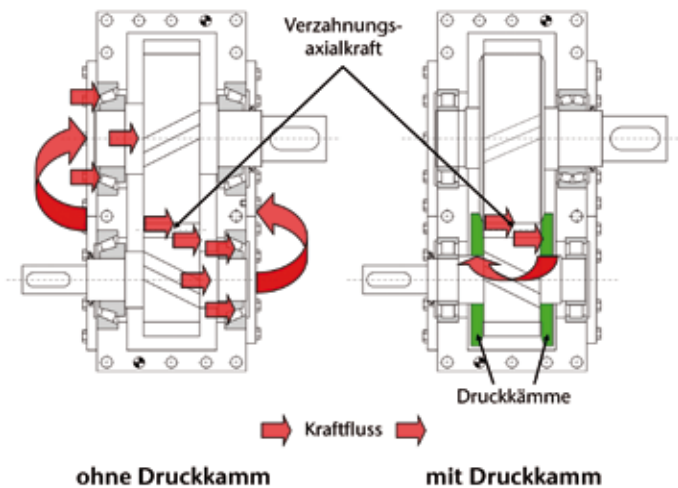 Verzahnungs-
axialkraft
Druckkämme
Kraftfluss
ohne Druckkamm
mit Druckkamm